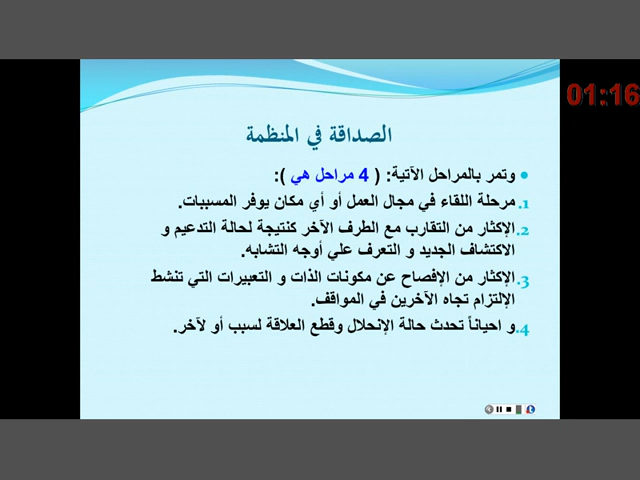 01:16
الصداقة في المنظمة
وتمر بالمراحل الآتية: ( 4 مراحل هي ):
1. مرحلة اللقاء في مجال العمل أو أي مكان يوفر المسببات.
2. الإكثار من التقارب مع الطرف الآخر كنتيجة لحالة التدعيم و
الاكتشاف الجديد و التعرف علي أوجه التشابه.
3. الإكثار من الإفصاح عن مكونات الذات و التعبيرات التي تنشط
الإلتزام تجاه الآخرين في المواقف.
4. و احياناً تحدث حالة الإنحلال وقطع العلاقة لسبب أو لآخر.